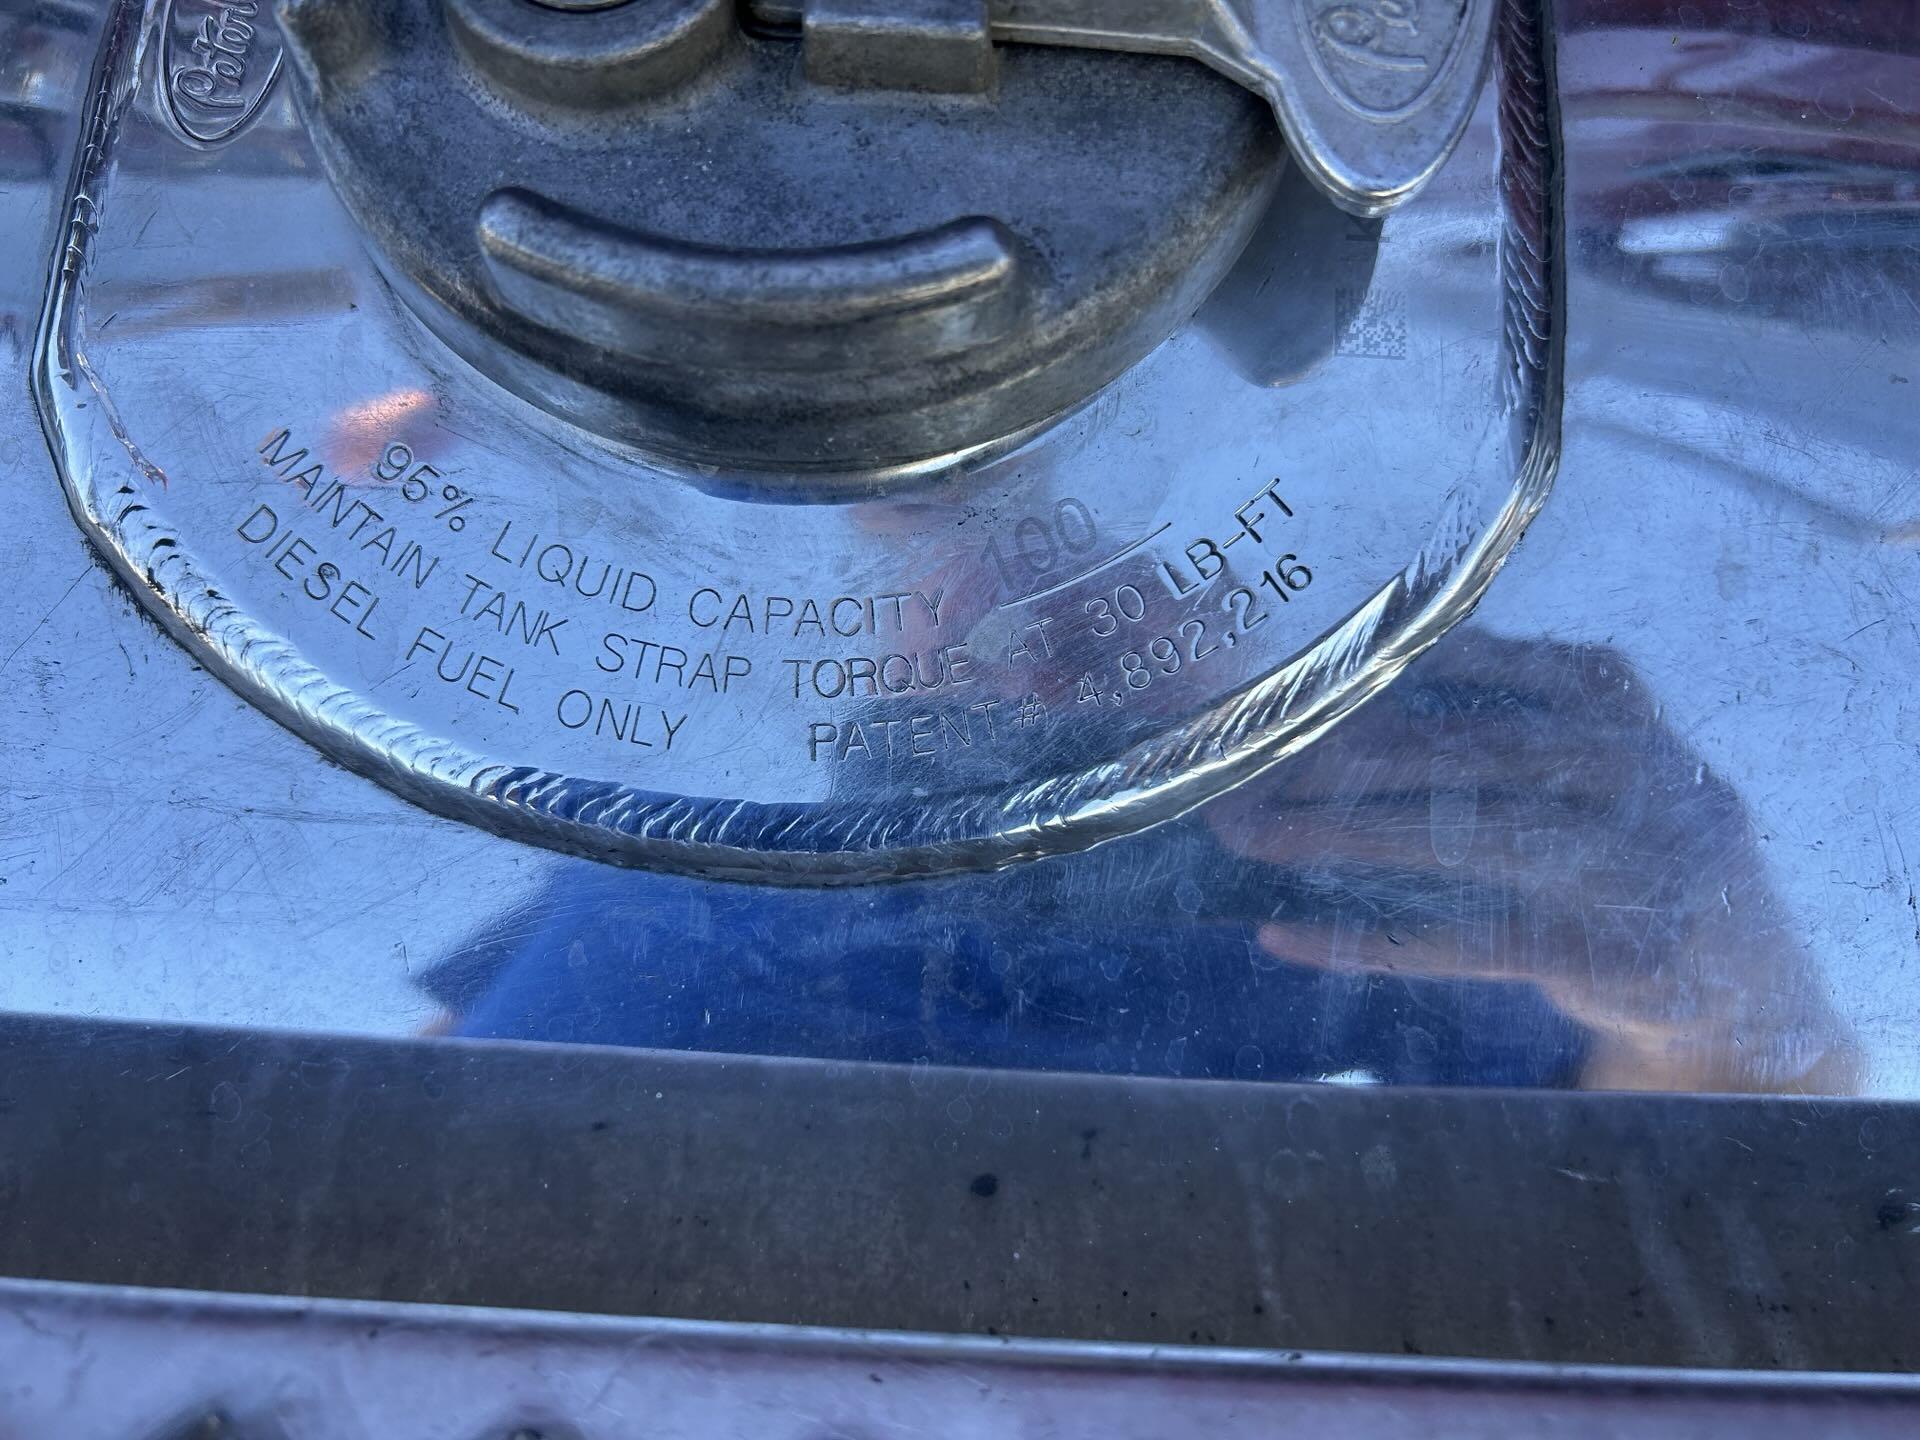 95% LIQUID CAPACITY 100
MAINTAIN TANK STRAP TORQUE AT 30 LB-FT
DIESEL FUEL ONLY PATENT # 4,892,216